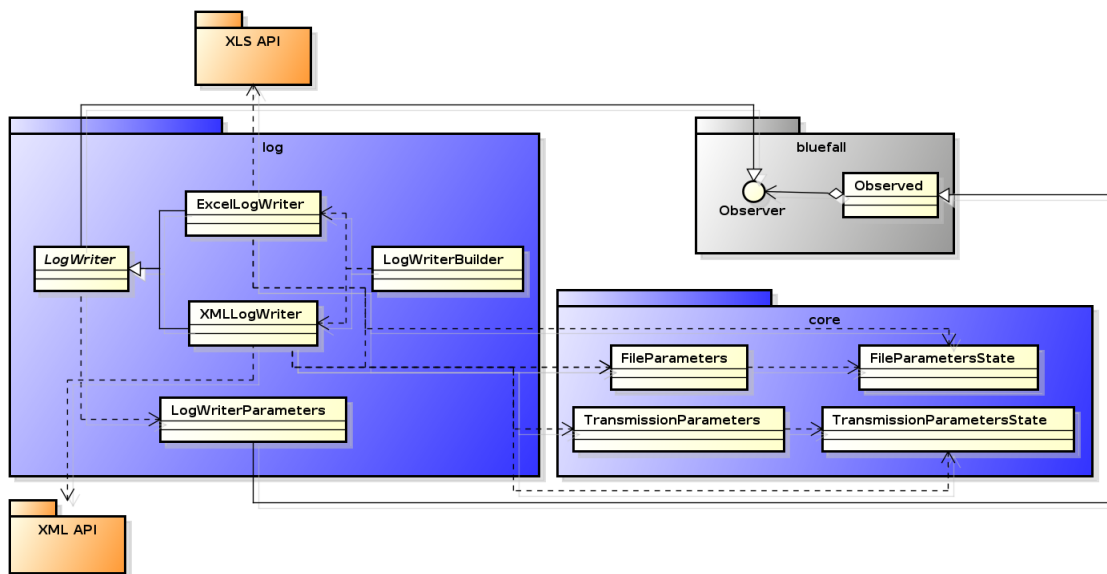 XLS API
log
bluefall
ExcelLogWriter
Observed
Observer
LogWriter
LogWriterBuilder
XMLLogWriter
core
FileParameters
FileParametersState
LogWriterParameters
TransmissionParameters
TransmissionParametersState
XML API